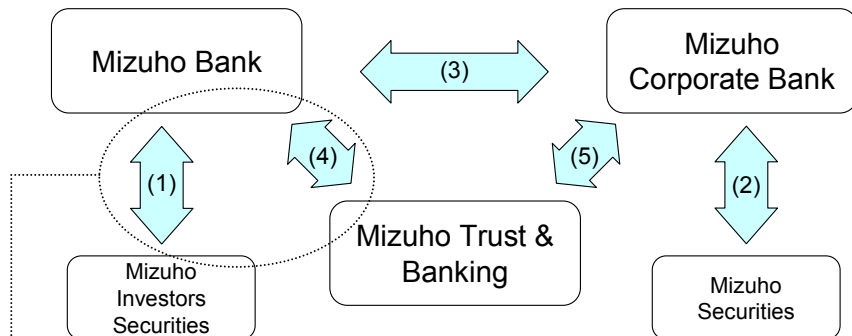 Mizuho Bank
(3)
Mizuho
Corporate Bank
(1)
(4)
(5)
(2)
Mizuho Trust &
Banking
Mizuho
Investors
Securities
Mizuho
Securities